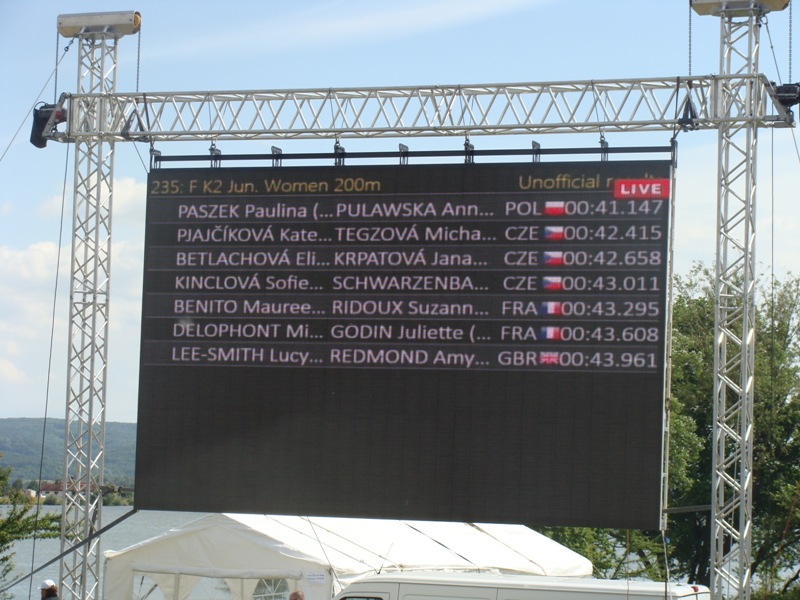 235: F K2 Jun. Women 200m Unofficial LIVE
PASZEK Paulina (... PULAWSKA Ann... POL 00:41.147
PJAJČÍKOVÁ Kate... TEGZOVÁ Micha... CZE 00:42.415
BETLACHOVÁ Eli... KRPATOVÁ Jana... CZE 00:42.658
KINCLOVÁ Sofie... SCHWARZENBA... CZE 00:43.011
BENITO Mauree... RIDOUX Suzann... FRA 00:43.295
DELOPHONT Mi... GODIN Juliette (... FRA 00:43.608
LEE-SMITH Lucy... REDMOND Amy... GBR 00:43.961